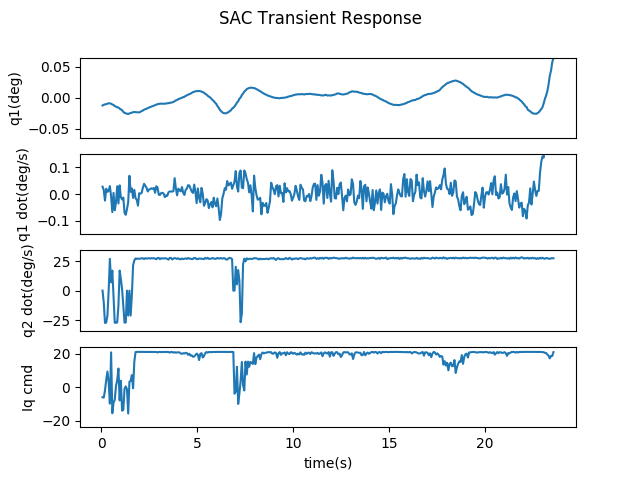 SAC Transient Response
q1(deg)
0.05
0.00
−0.05
q1 dot(deg/s)
0.1
0.0
−0.1
q2 dot(deg/s)
25
0
−25
Iq cmd
20
0
−20
0 5 10 15 20
time(s)